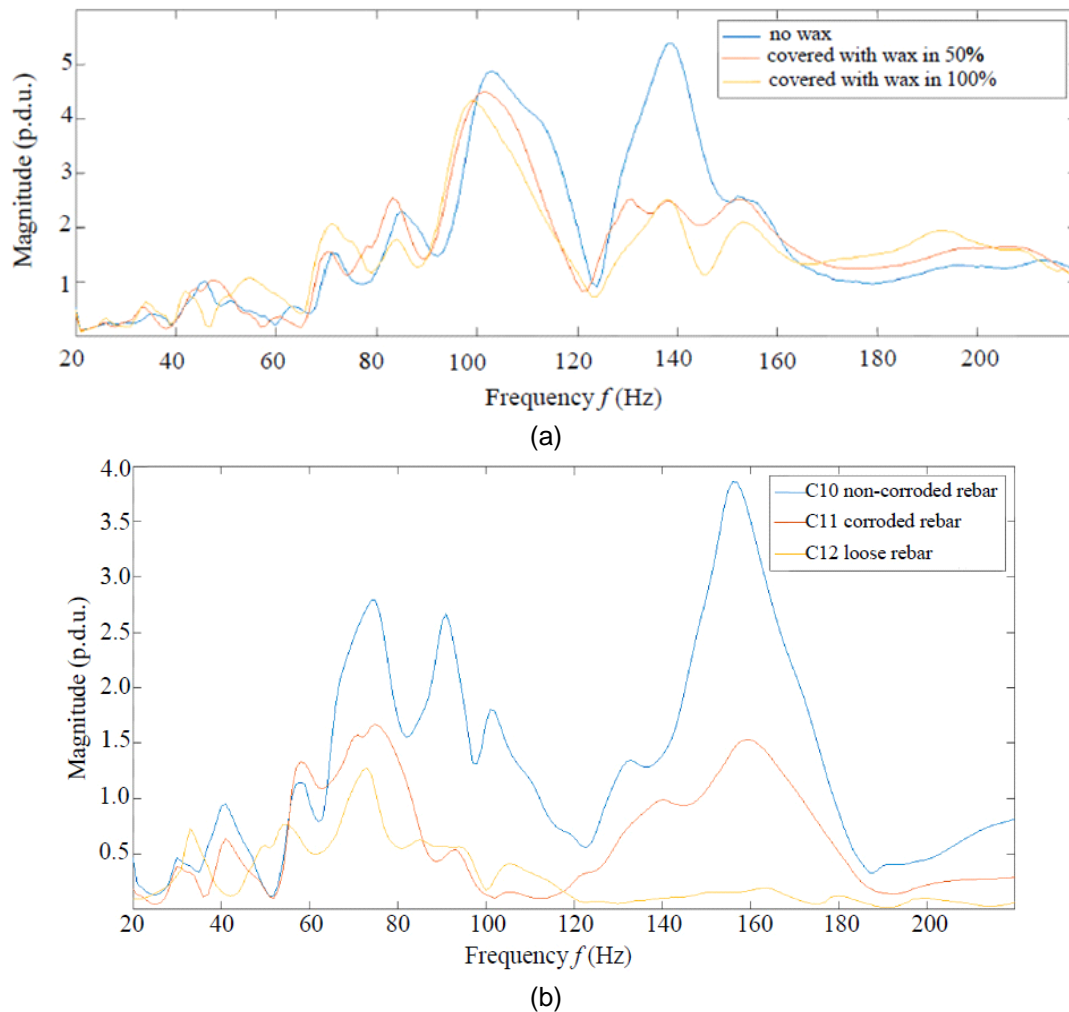 Magnitude (p.d.u.)
5
4
3
2
1
no wax
covered with wax in 50%
covered with wax in 100%
20 40 60 80 100 120 140 160 180 200
Frequency f (Hz)
(a)
Magnitude (p.d.u.)
4.0
3.5
3.0
2.5
2.0
1.5
1.0
0.5
C10 non-corroded rebar
C11 corroded rebar
C12 loose rebar
20 40 60 80 100 120 140 160 180 200
Frequency f (Hz)
(b)